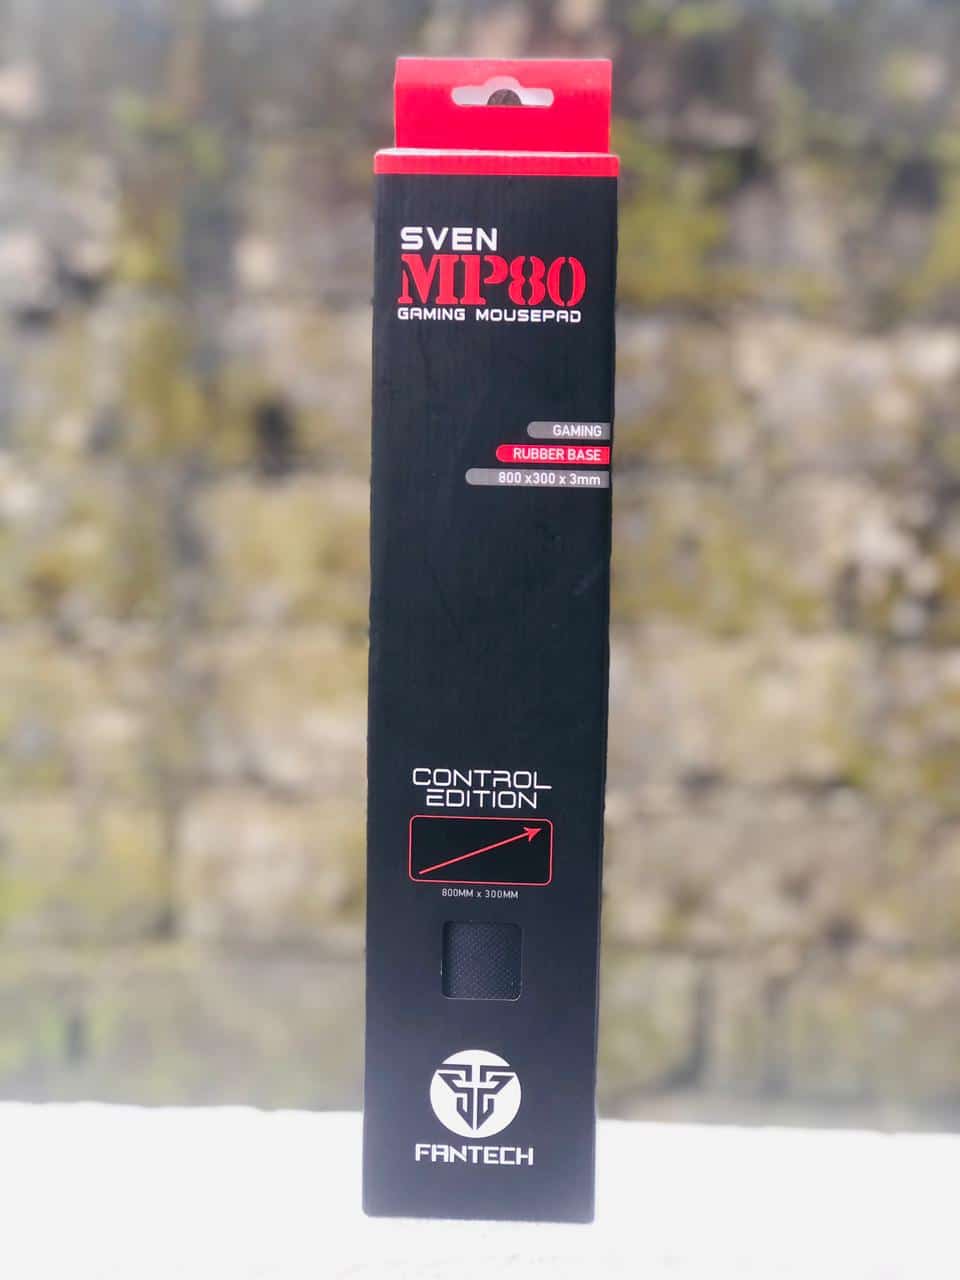 SVEN
MP80
GAMING MOUSEPAD
GAMING
RUBBER BASE
800 x300 x 3mm
CONTROL
EDITION
800MM x 300MM
FANTECH